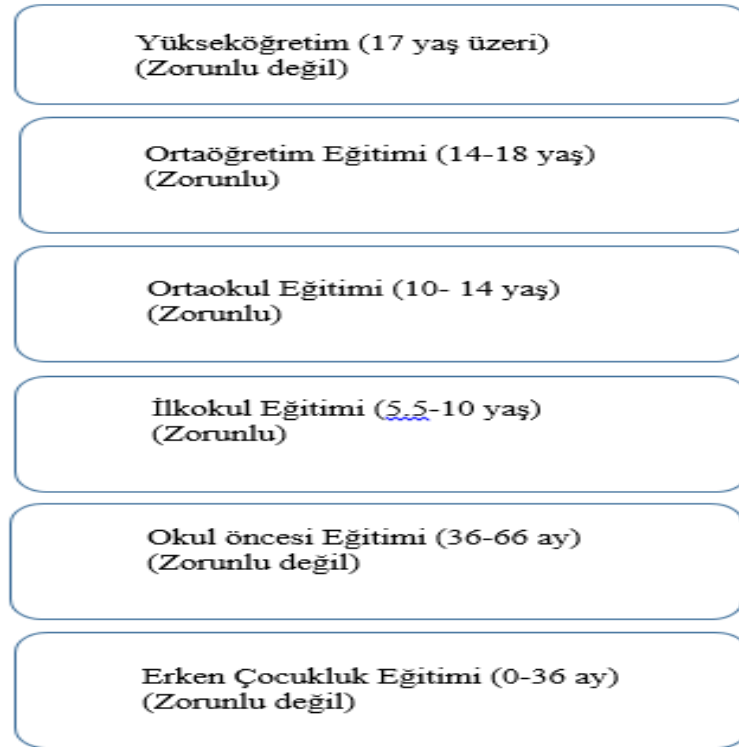 Yükseköğretim (17 yaş üzeri)
(Zorunlu değil)
Ortaöğretim Eğitimi (14-18 yaş)
(Zorunlu)
Ortaokul Eğitimi (10- 14 yaş)
(Zorunlu)
İlkokul Eğitimi (5.5-10 yaş)
(Zorunlu)
Okul öncesi Eğitimi (36-66 ay)
(Zorunlu değil)
Erken Çocukluk Eğitimi (0-36 ay)
(Zorunlu değil)